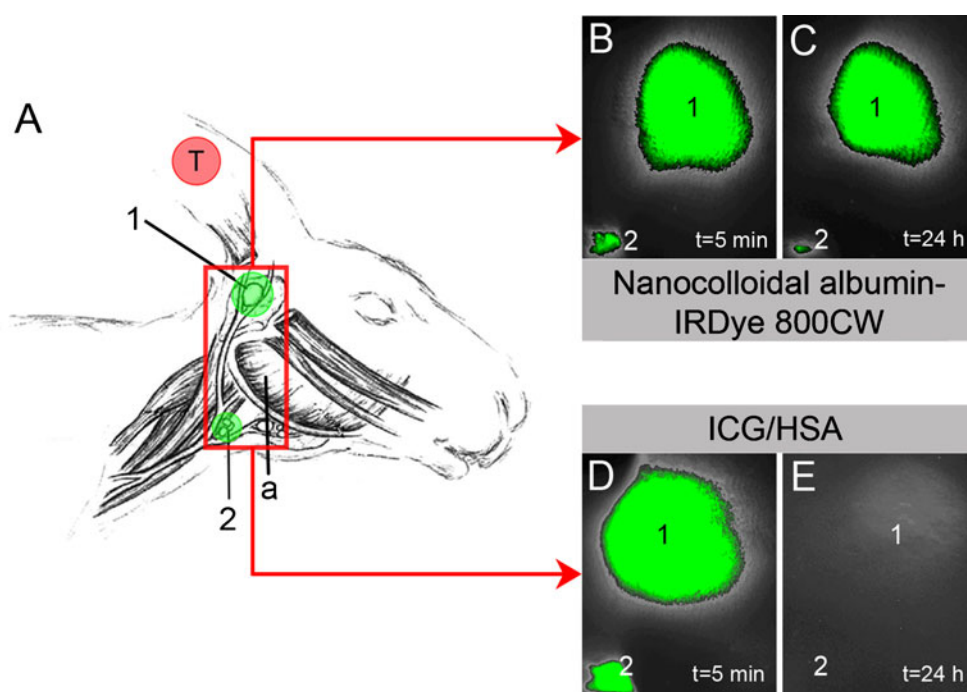 A
T
1
2
a
B
1
2
t=5 min
C
1
2
t=24 h
Nanocolloidal albumin-
IRDye 800CW
ICG/HSA
D
1
2
t=5 min
E
1
2
t=24 h